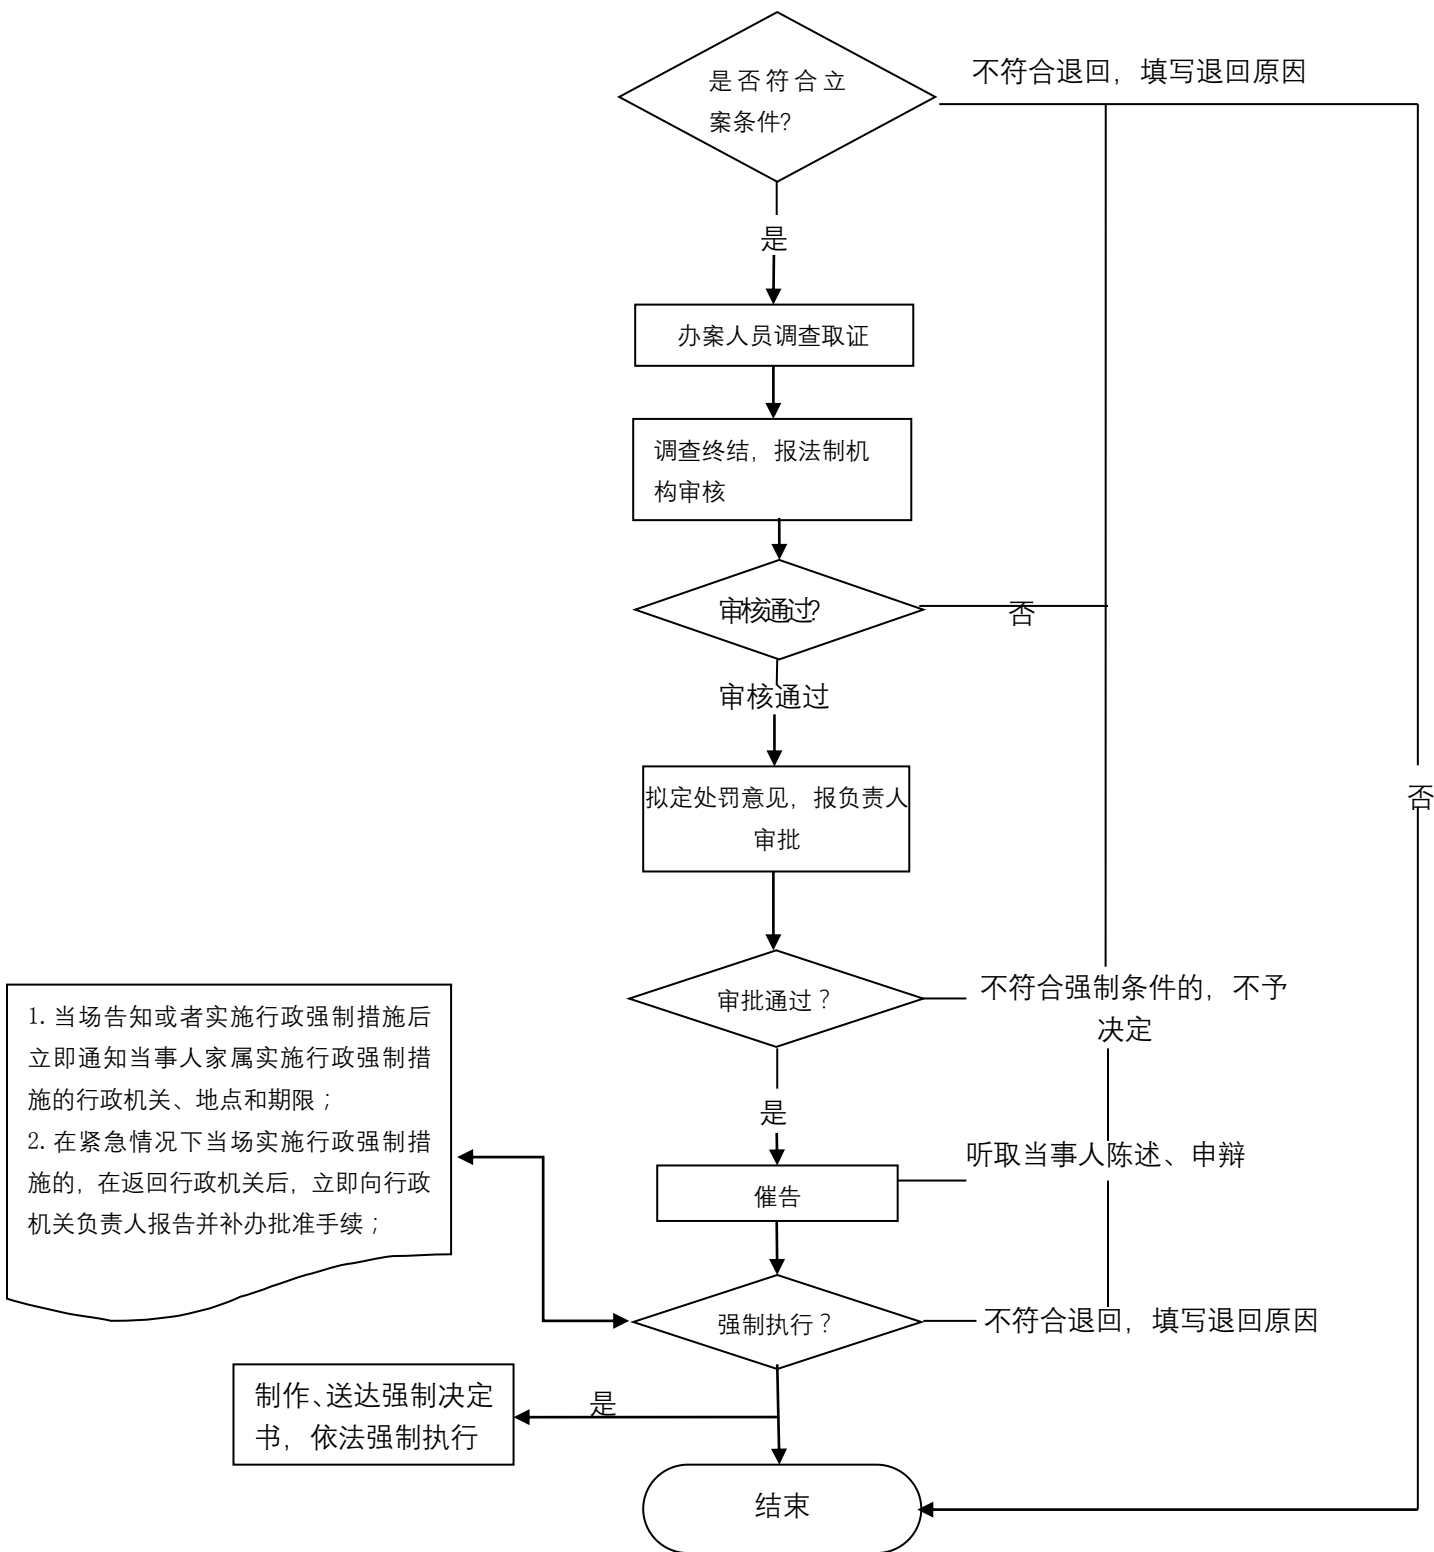 是否符合立
案条件?
不符合退回，填写退回原因
是
办案人员调查取证
调查终结，报法制机
构审核
审核通过?
否
审核通过
拟定处罚意见，报负责人
审批
否
审批通过？
不符合强制条件的，不予
决定
1. 当场告知或者实施行政强制措施后
立即通知当事人家属实施行政强制措
施的行政机关、地点和期限；
2. 在紧急情况下当场实施行政强制措
施的，在返回行政机关后，立即向行政
机关负责人报告并补办批准手续；
是
听取当事人陈述、申辩
催告
强制执行？
不符合退回，填写退回原因
制作、送达强制决定
书，依法强制执行
是
结束